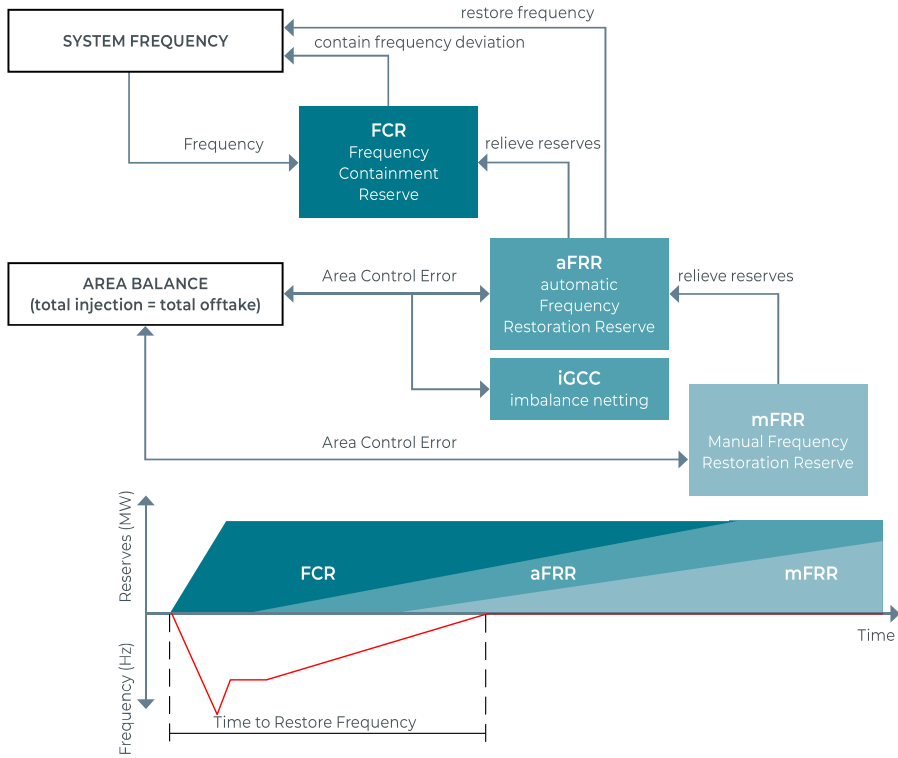 restore frequency
SYSTEM FREQUENCY
contain frequency deviation
FCR
Frequency
Containment
Reserve
Frequency
relieve reserves
aFRR
automatic
Frequency
Restoration Reserve
Area Control Error
relieve reserves
AREA BALANCE
(total injection = total offtake)
iGCC
imbalance netting
mFRR
Manual Frequency
Restoration Reserve
Area Control Error
Reserves (MW)
FCR
aFRR
mFRR
Time
Frequency (Hz)
Time to Restore Frequency